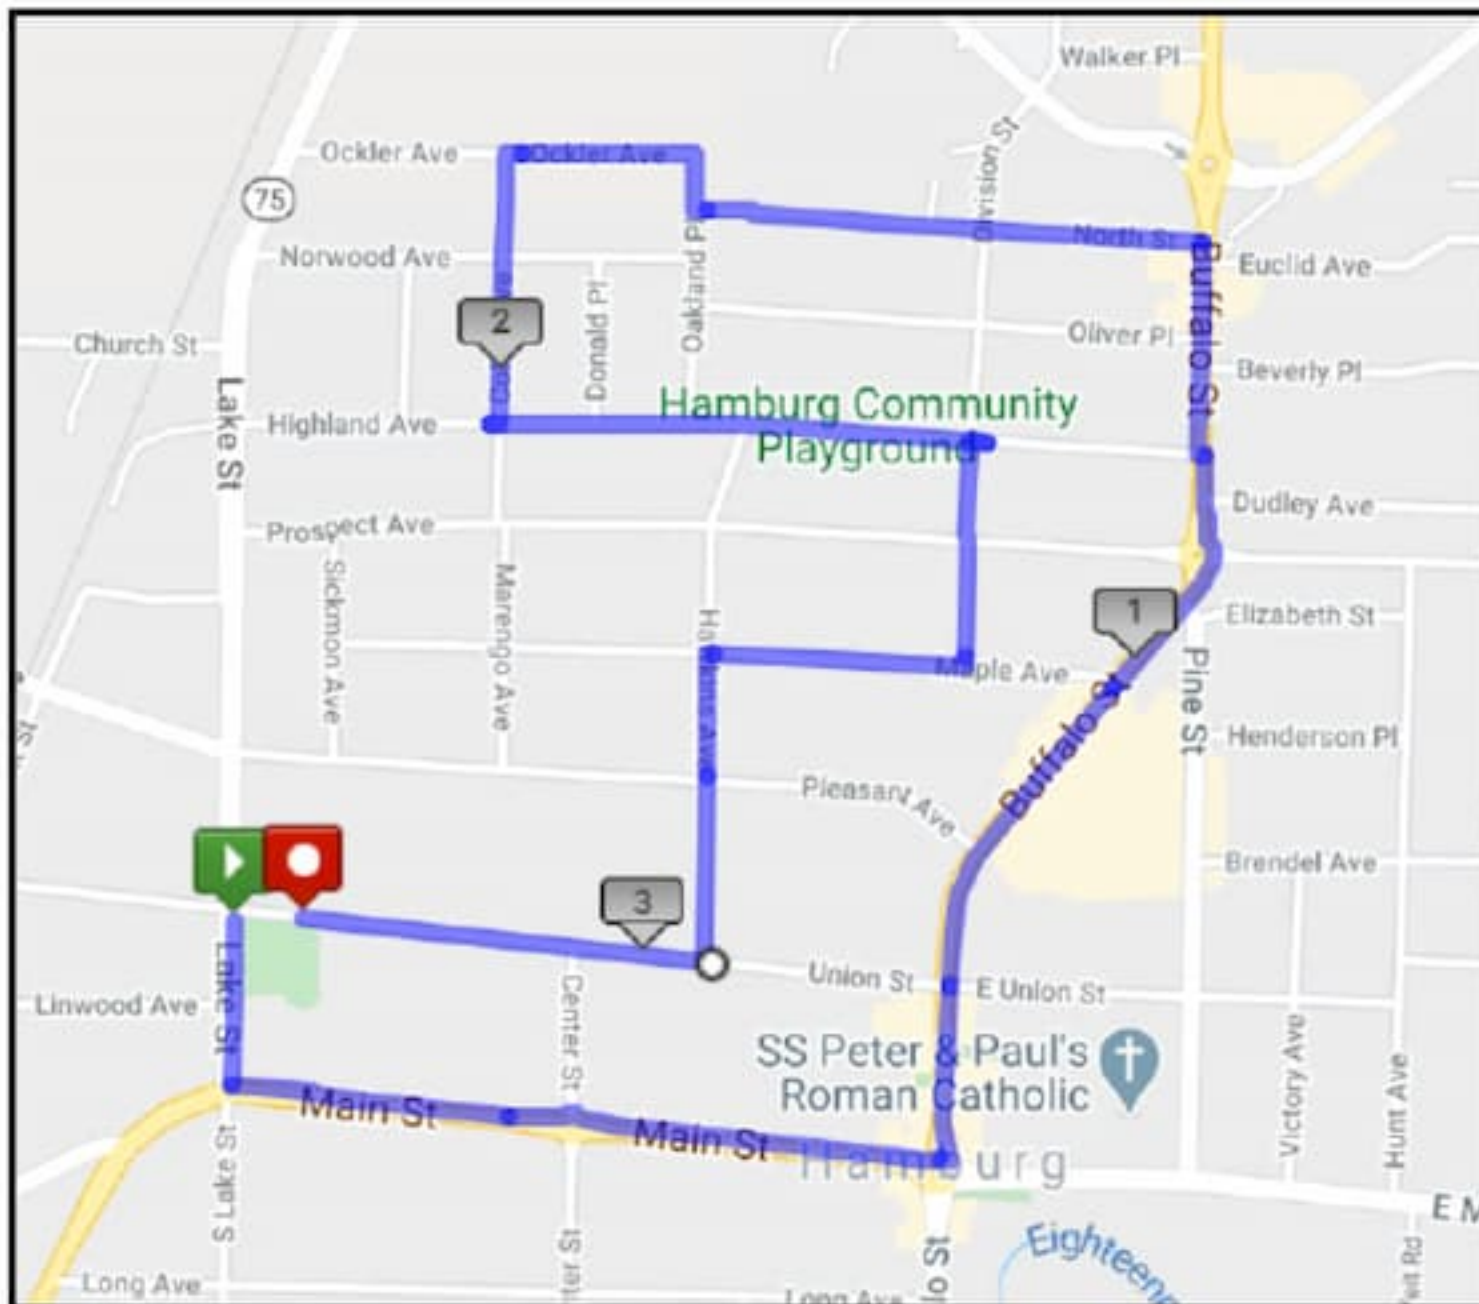 Walker Pl
Ockler Ave
Ockler Ave
Division St
75
North St
Norwood Ave
Oakland Pl
Buffalo St
Euclid Ave
2
Donald Pl
Oliver Pl
Church St
Beverly Pl
Lake St
Highland Ave
Hamburg Community
Playground
Dudley Ave
Prospect Ave
Sickmon Ave
Marengo Ave
1
Elizabeth St
Maple Ave
Pine St
Buffalo St
Henderson Pl
Pleasant Ave
Brendel Ave
3
Union St
E Union St
Lake St
Linwood Ave
Center St
SS Peter & Paul's
Roman Catholic
Victory Ave
Hunt Ave
Main St
Main St
Hamburg
S Lake St
Long Ave
Long Ave